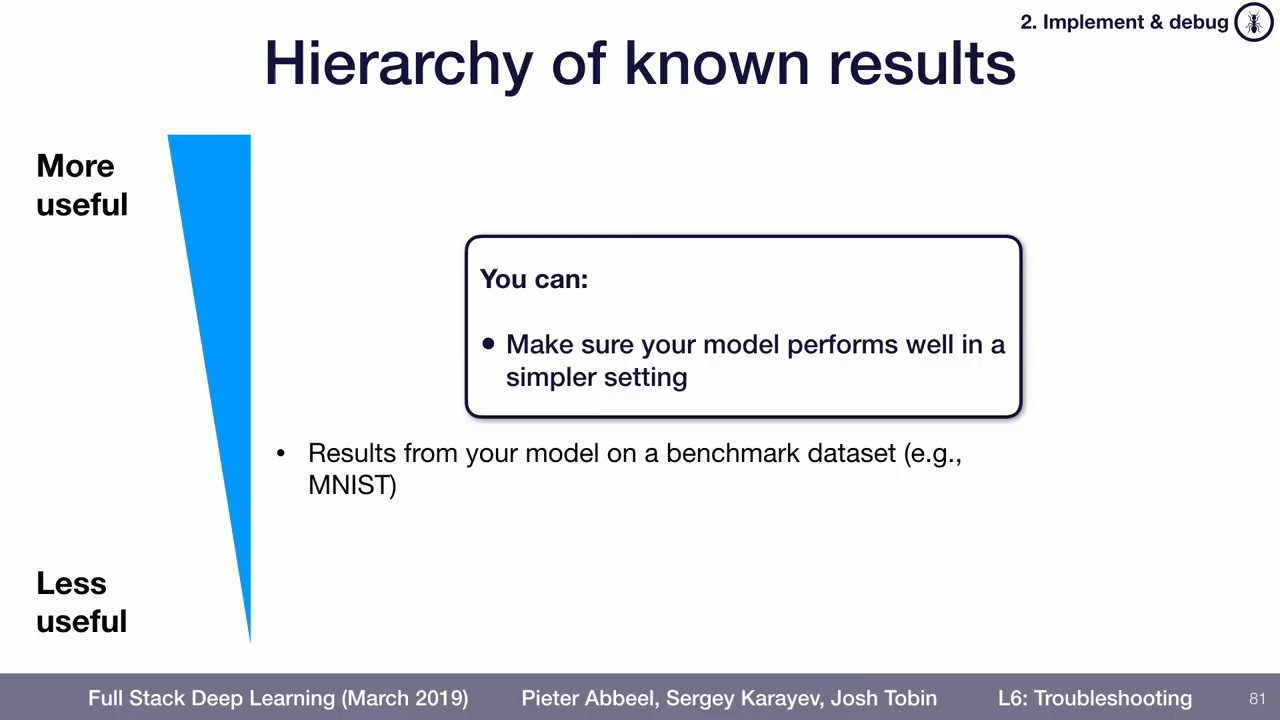 2. Implement & debug
Hierarchy of known results
More
useful
You can:
• Make sure your model performs well in a
simpler setting
• Results from your model on a benchmark dataset (e.g.,
MNIST)
Less
useful
Full Stack Deep Learning (March 2019) Pieter Abbeel, Sergey Karayev, Josh Tobin L6: Troubleshooting 81